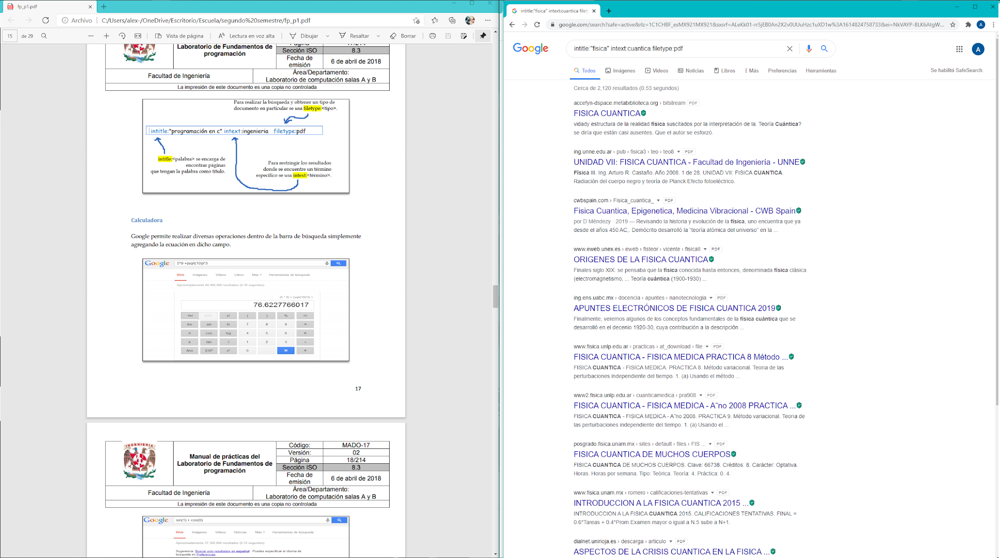 fp_p1.pdf
Archivo
C:/Users/alex-/OneDrive/Escritorio/Escuela/segundo%20semestre/fp_p1.pdf
15
de 29
Vista de página
Lectura en voz alta
Dibujar
Resaltar
Borrar
Laboratorio de Fundamentos de
programación
Página 17/214
Sección ISO 8.3
Fecha de
emisión
6 de abril de 2018
Facultad de Ingeniería
Área/Departamento:
Laboratorio de computación salas A y B
La impresión de este documento es una copia no controlada
Para realizar la búsqueda y obtener un tipo de
documento en particular se usa filetype:<tipo>.
intitle:"programación en c" intext:ingenieria filetype:pdf
intitle:<palabra> se encarga de
encontrar páginas
que tengan la palabra como título.
Para restringir los resultados
donde se encuentre un término
específico se usa intext:<término>.
Calculadora
Google permite realizar diversas operaciones dentro de la barra de búsqueda simplemente
agregando la ecuación en dicho campo.
Google
5*9 +(sqrt(10))^3
Web Imágenes Vídeos Libros Más Herramientas de búsqueda
Aproximadamente 84,900,000 resultados (0.39 segundos)
(5 * 9) + (sqrt(10)^3) =
76.6227766017
Rad x! ( ) % AC
Inv sin ln 7 8 9 ÷
π cos log 4 5 6 ×
e tan √ 1 2 3 -
Ans EXP xʸ 0 . = +
17
INGENIERIA
Manual de prácticas del
Laboratorio de Fundamentos de
programación
Código: MADO-17
Versión: 02
Página 18/214
Sección ISO 8.3
Fecha de
emisión
6 de abril de 2018
Facultad de Ingeniería
Área/Departamento:
Laboratorio de computación salas A y B
La impresión de este documento es una copia no controlada
Google
sin(1) + cos(0)
Web Imágenes Vídeos Noticias Más Herramientas de búsqueda
Aproximadamente 37,300,000 resultados (0.33 segundos)
Sugerencia: Buscar solo resultados en español . Puedes especificar el idioma de
búsqueda en Preferencias
intitle:"fisica" intext:cuantica filety
google.com/search?safe=active&rlz=1C1CHBF_esMX921MX921&sxsrf=ALeKk01-rr5jEB0An2X2v0UUuHzc1uXD1w%3A1614824758733&ei=NkVAYP-BLK6AtgW...
A
Google
intitle:"fisica" intext:cuantica filetype:pdf
A
Todos Imágenes Videos Noticias Libros Más Preferencias Herramientas
Se habilitó SafeSearch.
Cerca de 2,120 resultados (0.53 segundos)
accefyn-dspace.metabiblioteca.org › bitstream PDF
FISICA CUANTICA
vidady estructura de la realidad física suscitados por la interpretación de la. Teoría Cuántica?
se diría que están casi ausentes. Que el autor se esforzó.
ing.unne.edu.ar › pub › fisica3 › teo › teo8 PDF
UNIDAD VII: FISICA CUANTICA - Facultad de Ingeniería - UNNE
Física III. Ing. Arturo R. Castaño. Año 2008. 1 de 28. UNIDAD VII: FISICA CUANTICA.
Radiación del cuerpo negro y teoría de Planck Efecto fotoeléctrico.
cwbspain.com › Fisica_cuantica_ PDF
Fisica Cuantica, Epigenetica, Medicina Vibracional - CWB Spain
por D Méndezy · 2019 — Revisando la historia y evolución de la física, uno encuentra que ya
desde el años 450 AC,. Demócrito desarrolló la “teoría atómica del universo” en la ...
www.eweb.unex.es › eweb › fisteor › vicente › fisicaII PDF
ORIGENES DE LA FISICA CUANTICA
Finales siglo XIX: se pensaba que la física conocida hasta entonces, denominada física clásica
(electromagnetismo, ... Teoría cuántica (1900-1930) ...
ing.ens.uabc.mx › docencia › apuntes › nanotecnologia PDF
APUNTES ELECTRÓNICOS DE FISICA CUANTICA 2019
Finalmente, veremos algunos de los conceptos fundamentales de la física cuántica que se
desarrolló en el decenio 1920-30, cuya contribución a la descripción ...
www.fisica.unlp.edu.ar › practicas › at_download › file PDF
FISICA CUANTICA - FISICA MEDICA PRACTICA 8 Método ...
FISICA CUANTICA - FISICA MEDICA. PRACTICA 8. Método variacional. Teorıa de las
perturbaciones independiente del tiempo. 1. (a) Usando el método ...
www2.fisica.unlp.edu.ar › cuanticamedica › pra908 PDF
FISICA CUANTICA - FISICA MEDICA - A˜no 2008 PRACTICA ...
FISICA CUANTICA - FISICA MEDICA - A˜no 2008. PRACTICA 9. Método variacional. Teorıa de
las perturbaciones independiente del tiempo. 1. (a) Usando el ...
posgrado.fisica.unam.mx › sites › default › files › FIS ... PDF
FISICA CUANTICA DE MUCHOS CUERPOS
FISICA CUANTICA DE MUCHOS CUERPOS. Clave: 66738. Créditos: 8. Carácter: Optativa.
Horas. Horas por semana. Tipo: Teórica. Teoría: 4. Práctica: 0. 4.
www.fisica.unam.mx › romero › calificaciones-tentativas PDF
INTRODUCCION A LA FISICA CUANTICA 2015 ...
INTRODUCCION A LA FISICA CUANTICA 2015. CALIFICACIONES TENTATIVAS. FINAL =
0.6*Tareas + 0.4*Prom.Examen mayor o igual a N.5 sube a N+1.
dialnet.unirioja.es › descarga › articulo PDF
ASPECTOS DE LA CRISIS CUANTICA EN LA FISICA ...